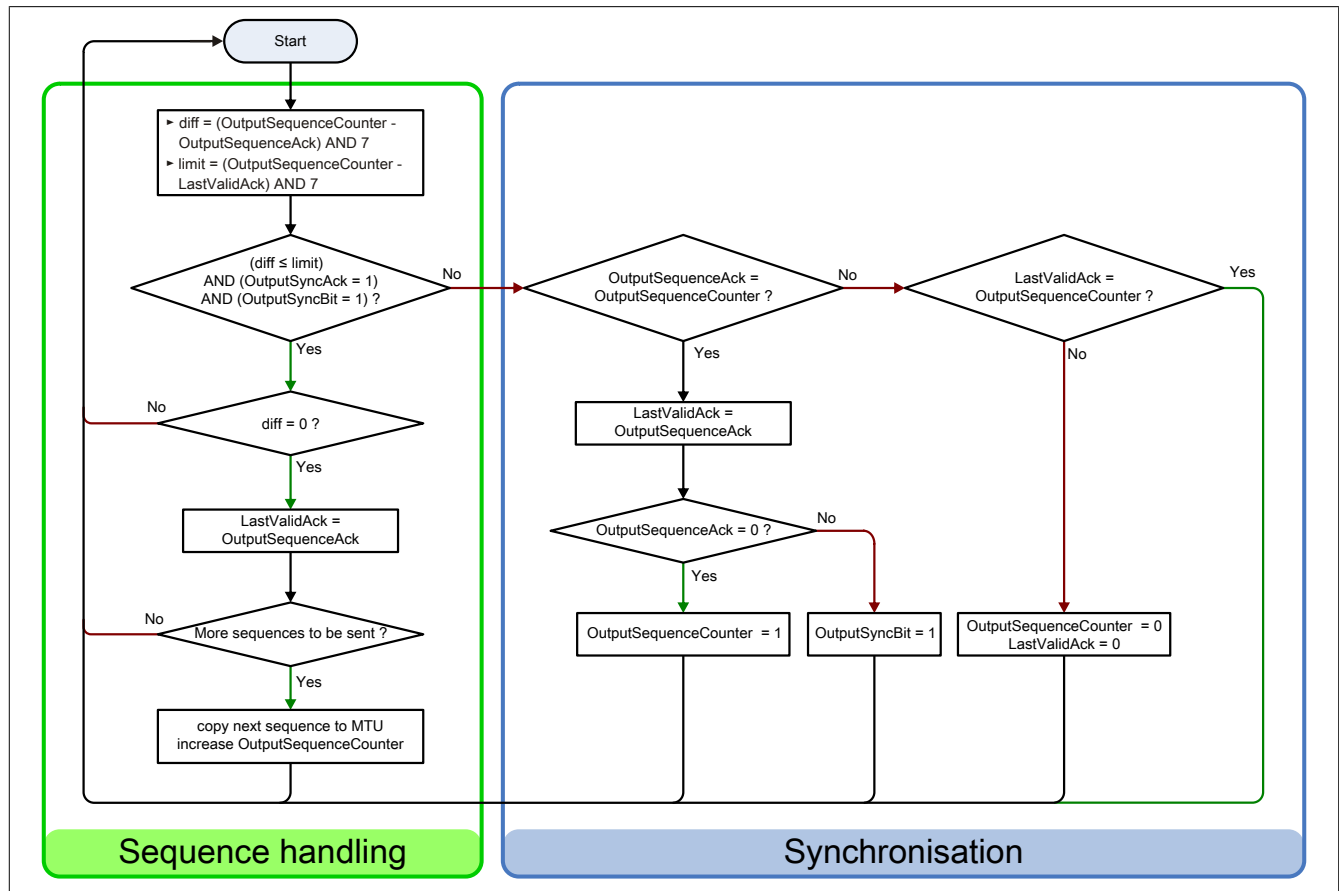 Start
► diff = (OutputSequenceCounter -
OutputSequenceAck) AND 7
► limit = (OutputSequenceCounter -
LastValidAck) AND 7
(diff ≤ limit)
AND (OutputSyncAck = 1)
AND (OutputSyncBit = 1) ?
No
Yes
diff = 0 ?
No
Yes
LastValidAck =
OutputSequenceAck
More sequences to be sent ?
No
Yes
copy next sequence to MTU
increase OutputSequenceCounter
Sequence handling
OutputSequenceAck =
OutputSequenceCounter ?
No
Yes
LastValidAck =
OutputSequenceAck
OutputSequenceAck = 0 ?
No
Yes
OutputSequenceCounter = 1
OutputSyncBit = 1
LastValidAck =
OutputSequenceCounter ?
Yes
No
OutputSequenceCounter = 0
LastValidAck = 0
Synchronisation